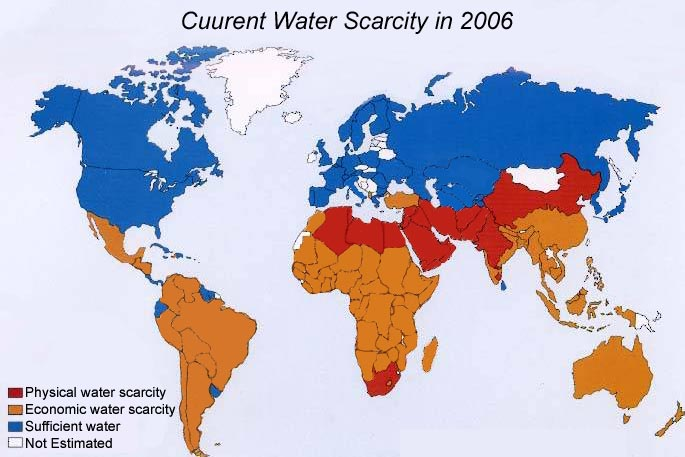 Cuurent Water Scarcity in 2006
Physical water scarcity
Economic water scarcity
Sufficient water
Not Estimated